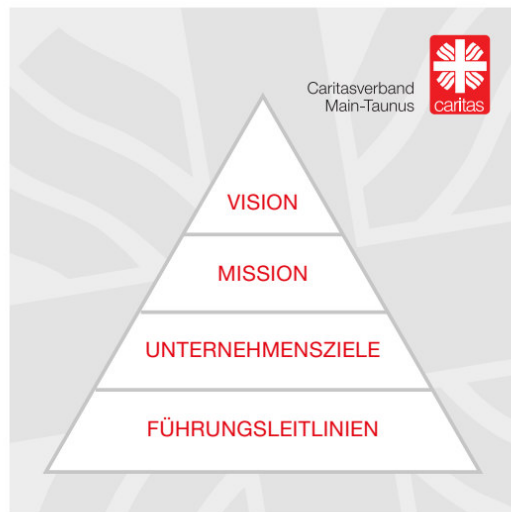 Caritasverband
Main-Taunus
caritas
VISION
MISSION
UNTERNEHMENSZIELE
FÜHRUNGSLEITLINIEN